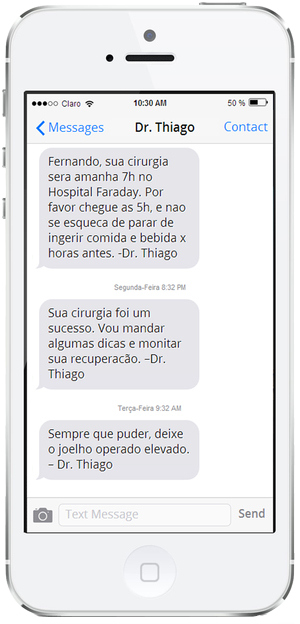 Claro 10:30 AM 50 %
Messages Dr. Thiago Contact
Fernando, sua cirurgia
sera amanha 7h no
Hospital Faraday. Por
favor chegue as 5h, e nao
se esqueca de parar de
ingerir comida e bebida x
horas antes. -Dr. Thiago
Segunda-Feira 8:32 PM
Sua cirurgia foi um
sucesso. Vou mandar
algumas dicas e monitar
sua recuperacão. –Dr.
Thiago
Terça-Feira 9:32 AM
Sempre que puder, deixe
o joelho operado elevado.
– Dr. Thiago
Text Message Send